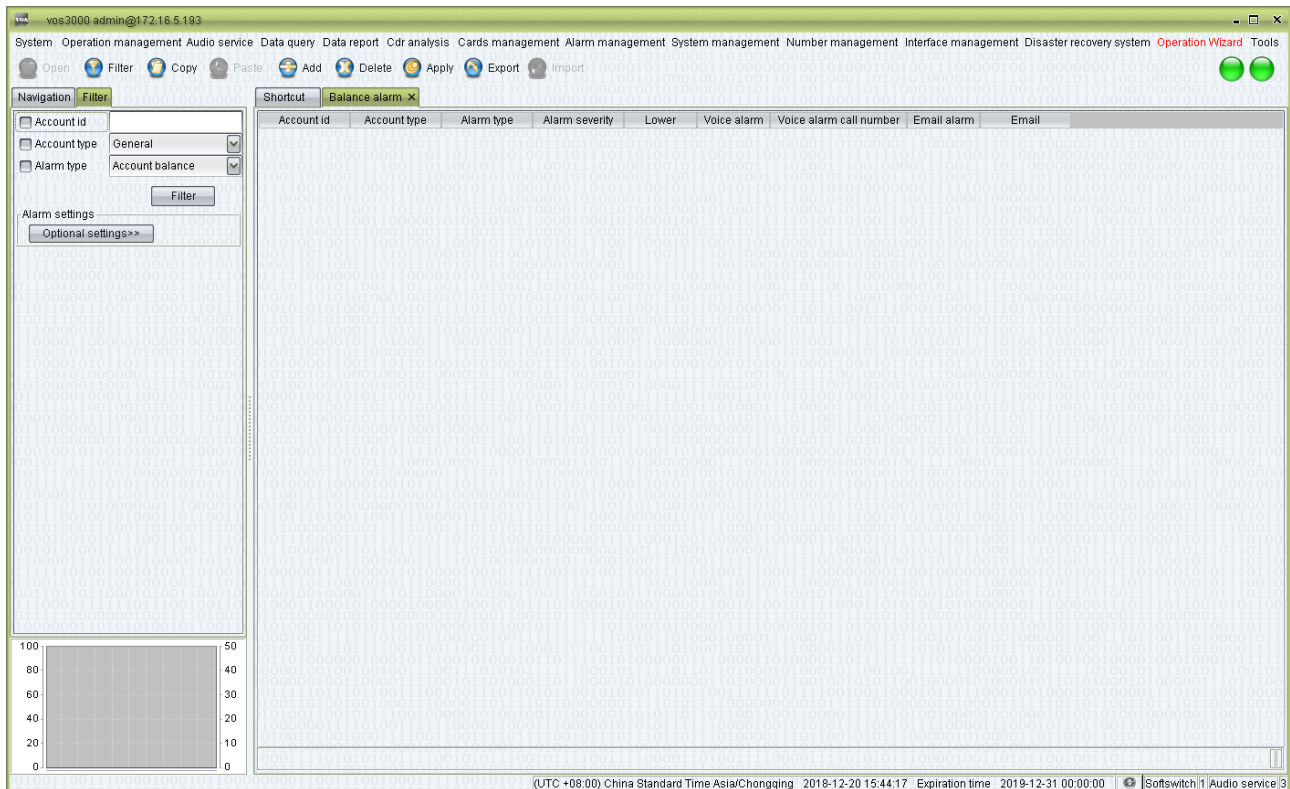 vos vos3000 admin@172.16.5.193
System Operation management Audio service Data query Data report Cdr analysis Cards management Alarm management System management Number management Interface management Disaster recovery system Operation Wizard Tools
Open Filter Copy Paste Add Delete Apply Export Import
Navigation Filter
Shortcut Balance alarm
Account id
Account type General
Alarm type Account balance
Filter
Alarm settings
Optional settings>>
Account id Account type Alarm type Alarm severity Lower Voice alarm Voice alarm call number Email alarm Email
100 50
80 40
60 30
40 20
20 10
0 0
(UTC +08:00) China Standard Time Asia/Chongqing 2018-12-20 15:44:17 Expiration time 2019-12-31 00:00:00 Softswitch 1 Audio service 3